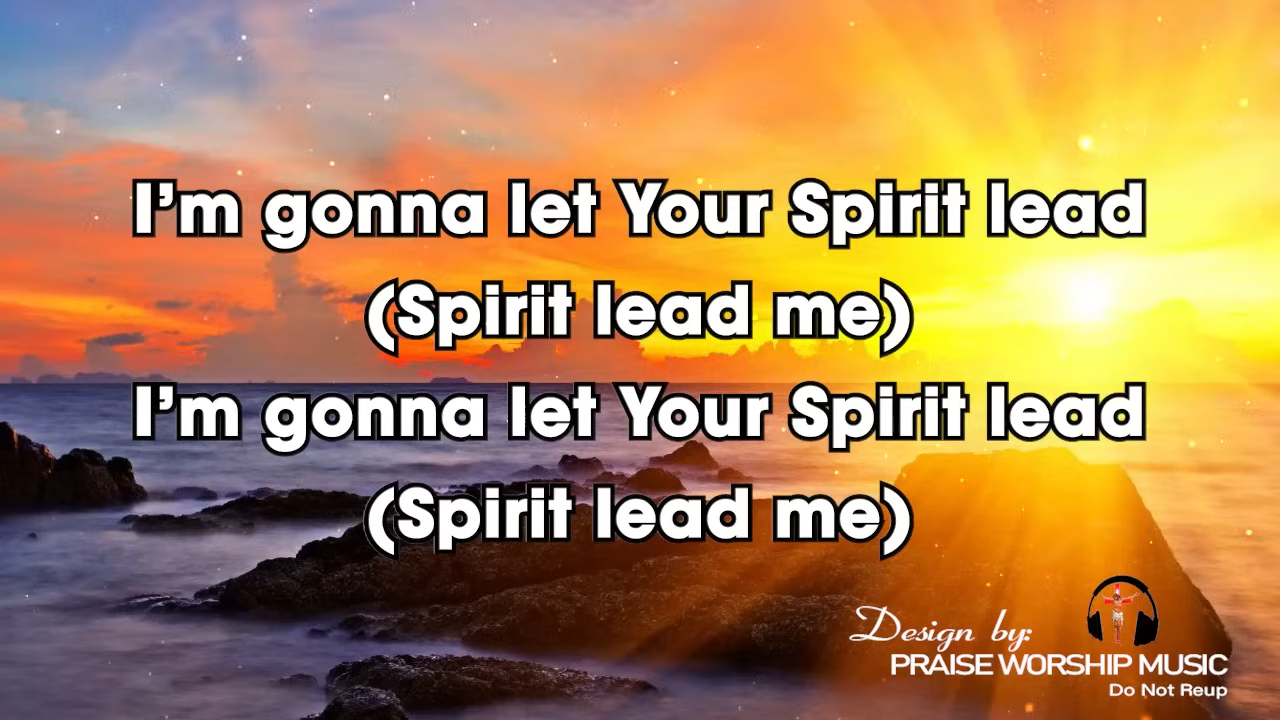 I’m gonna let Your Spirit lead
(Spirit lead me)
I’m gonna let Your Spirit lead
(Spirit lead me)
Design by:
PRAISE WORSHIP MUSIC
Do Not Reup